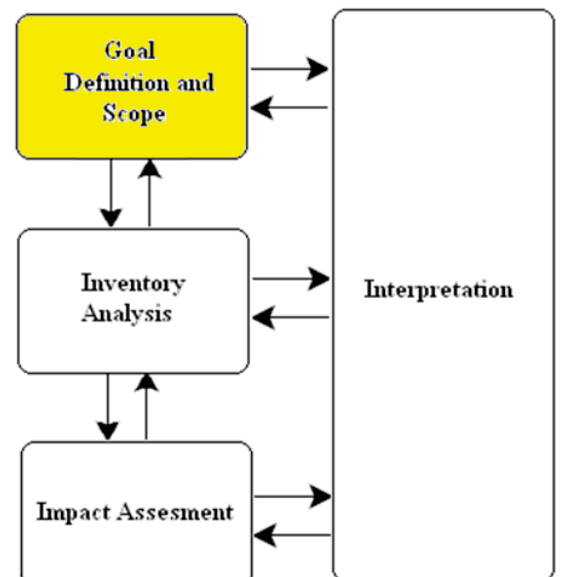 Goal
Definition and
Scope
Inventory
Analysis
Interpretation
Impact Assesment